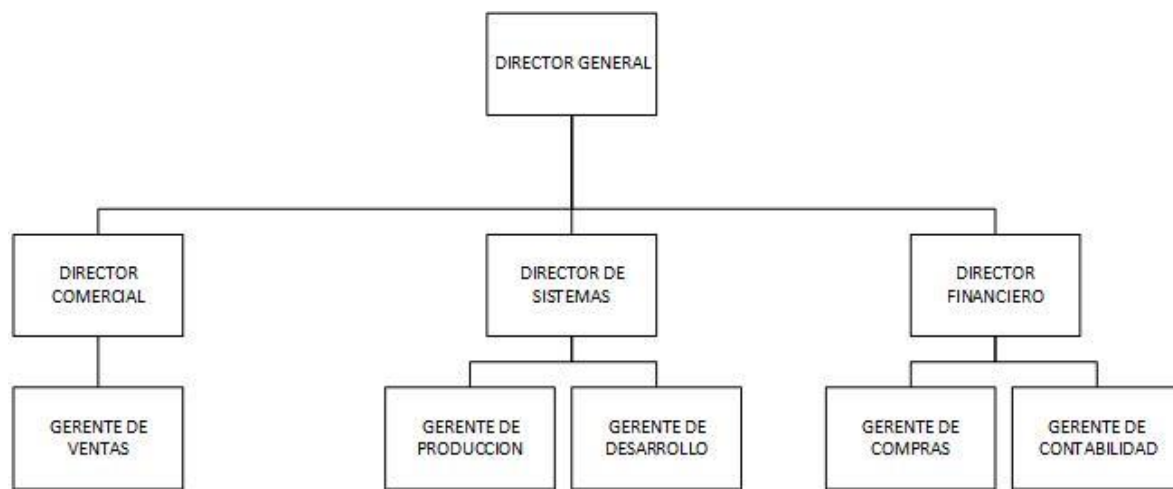 DIRECTOR GENERAL
DIRECTOR
COMERCIAL
DIRECTOR DE
SISTEMAS
DIRECTOR
FINANCIERO
GERENTE DE
VENTAS
GERENTE DE
PRODUCCION
GERENTE DE
DESARROLLO
GERENTE DE
COMPRAS
GERENTE DE
CONTABILIDAD